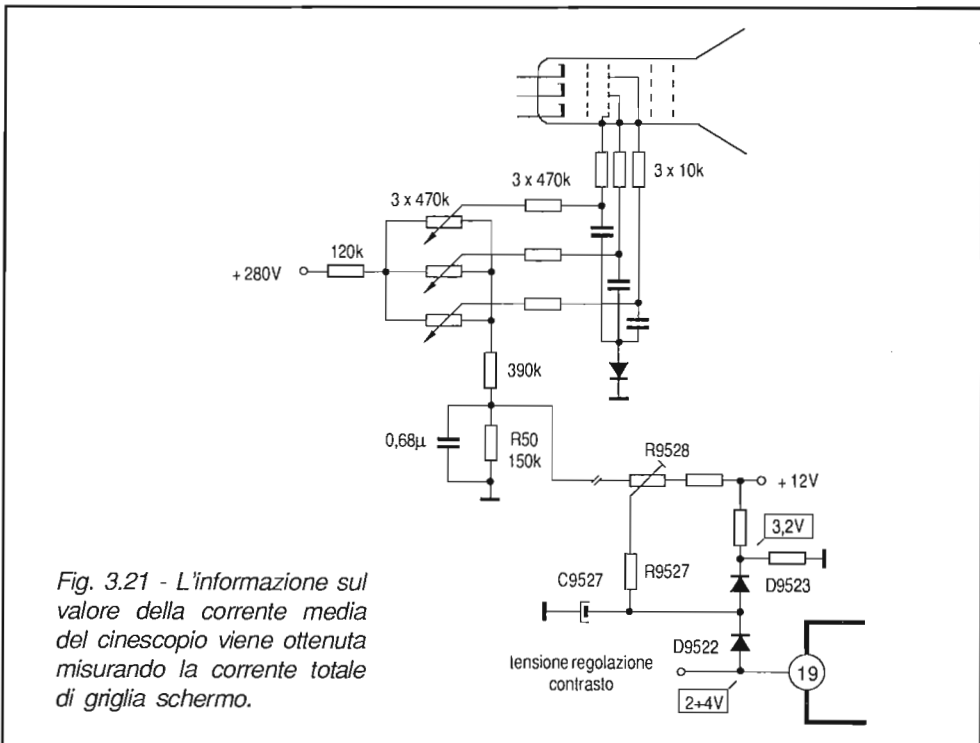 3 x 10k
3 x 470k
3 x 470k
120k
+ 280V
390k
0,68µ
R50
150k
R9528
+ 12V
3,2V
C9527
R9527
D9523
D9522
tensione regolazione
contrasto
19
2÷4V
Fig. 3.21 - L'informazione sul
valore della corrente media
del cinescopio viene ottenuta
misurando la corrente totale
di griglia schermo.